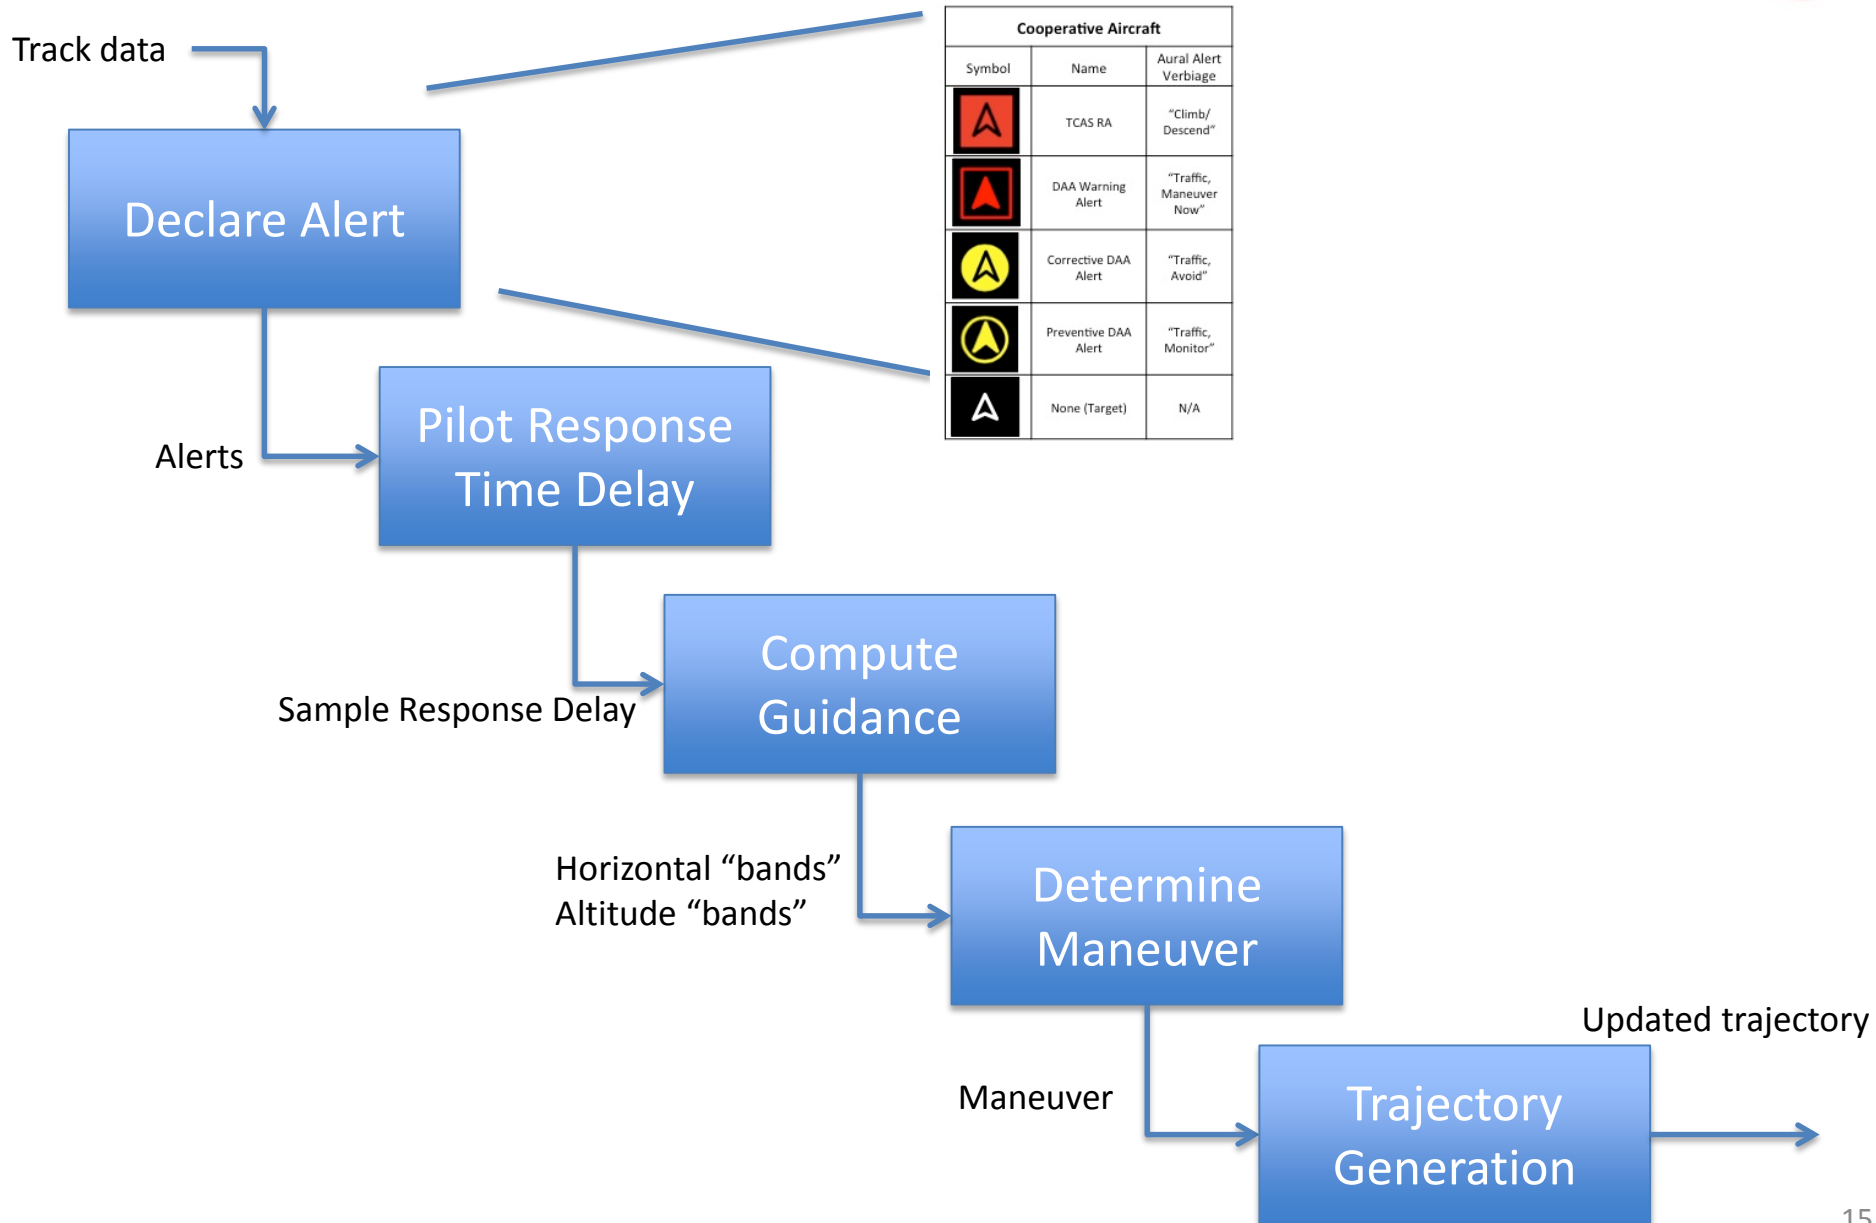 Track data
Declare Alert
Cooperative Aircraft
Symbol Name Aural Alert
Verbiage
TCAS RA "Climb/
Descend"
DAA Warning
Alert
"Traffic,
Maneuver
Now"
Corrective DAA
Alert
"Traffic,
Avoid"
Preventive DAA
Alert
"Traffic,
Monitor"
None (Target) N/A
Alerts
Pilot Response
Time Delay
Sample Response Delay
Compute
Guidance
Horizontal “bands”
Altitude “bands”
Determine
Maneuver
Maneuver
Updated trajectory
Trajectory
Generation
15